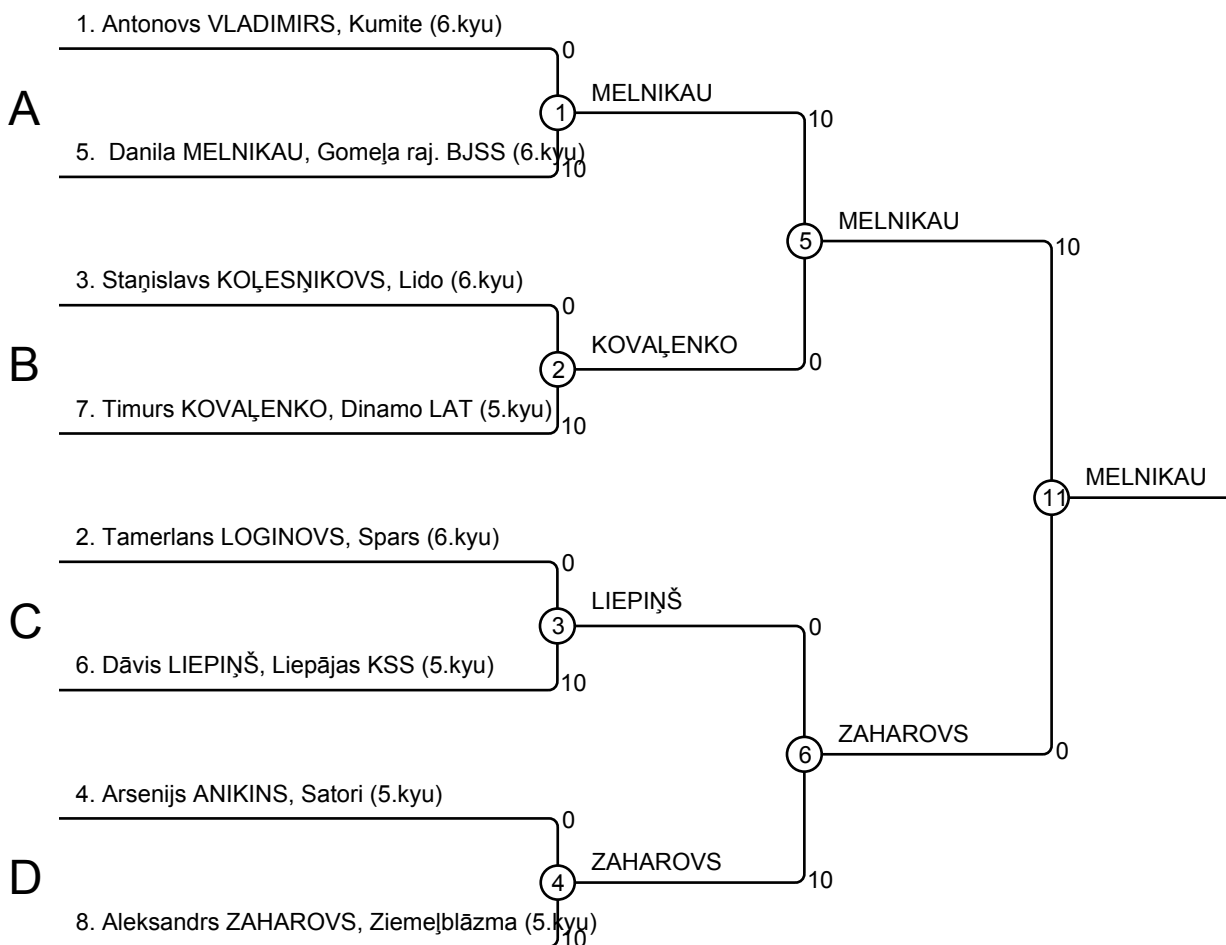 1. Antonovs VLADIMIRS, Kumite (6.kyu)
0
A
1
MELNIKAU
10
5.  Danila MELNIKAU, Gomeļa raj. BJSS (6.kyu)
10
5
MELNIKAU
10
3. Staņislavs KOĻESŅIKOVS, Lido (6.kyu)
0
B
2
KOVAĻENKO
0
7. Timurs KOVAĻENKO, Dinamo LAT (5.kyu)
10
11
MELNIKAU
2. Tamerlans LOGINOVS, Spars (6.kyu)
0
C
3
LIEPIŅŠ
0
6. Dāvis LIEPIŅŠ, Liepājas KSS (5.kyu)
10
6
ZAHAROVS
0
4. Arsenijs ANIKINS, Satori (5.kyu)
0
D
4
ZAHAROVS
10
8. Aleksandrs ZAHAROVS, Ziemeļblāzma (5.kyu)
10